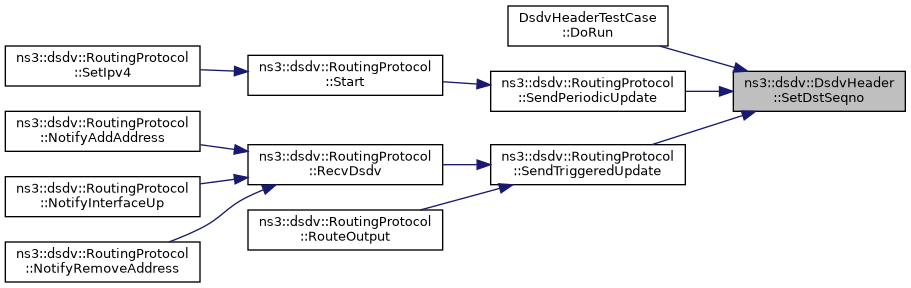 DsdvHeaderTestCase
::DoRun
ns3::dsdv::RoutingProtocol
::SetIpv4
ns3::dsdv::RoutingProtocol
::Start
ns3::dsdv::RoutingProtocol
::SendPeriodicUpdate
ns3::dsdv::DsdvHeader
::SetDstSeqno
ns3::dsdv::RoutingProtocol
::NotifyAddAddress
ns3::dsdv::RoutingProtocol
::RecvDsdv
ns3::dsdv::RoutingProtocol
::SendTriggeredUpdate
ns3::dsdv::RoutingProtocol
::NotifyInterfaceUp
ns3::dsdv::RoutingProtocol
::RouteOutput
ns3::dsdv::RoutingProtocol
::NotifyRemoveAddress